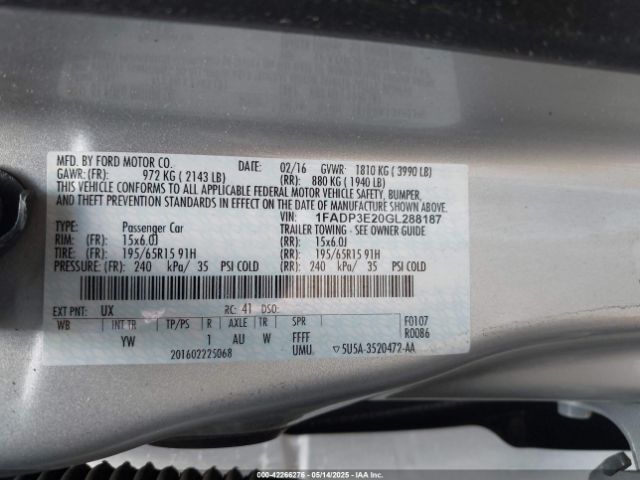 MFD. BY FORD MOTOR CO. DATE: 02/16 GVWR: 1810 KG ( 3990 LB)
GAWR: (FR): 972 KG ( 2143 LB) (RR): 880 KG ( 1940 LB)
THIS VEHICLE CONFORMS TO ALL APPLICABLE FEDERAL MOTOR VEHICLE SAFETY, BUMPER,
AND THEFT PREVENTION STANDARDS IN EFFECT ON THE DATE OF MANUFACTURE SHOWN ABOVE.
VIN: 1FADP3E20GL288187
TYPE: Passenger Car TRAILER TOWING - SEE OWNER GUIDE
RIM: (FR): 15x6.0J (RR): 15x6.0J
TIRE: (FR): 195/65R15 91H (RR): 195/65R15 91H
PRESSURE: (FR): 240 kPa/ 35 PSI COLD (RR): 240 kPa/ 35 PSI COLD
EXT PNT: UX RC: 41 DSO:
WB INT TR TP/PS R AXLE TR SPR F0107
YW 1 AU W FFFF R0086
201602225068 UMU ▽5U5A-3520472-AA
000-42266276 - 05/14/2025 - IAAI.COM